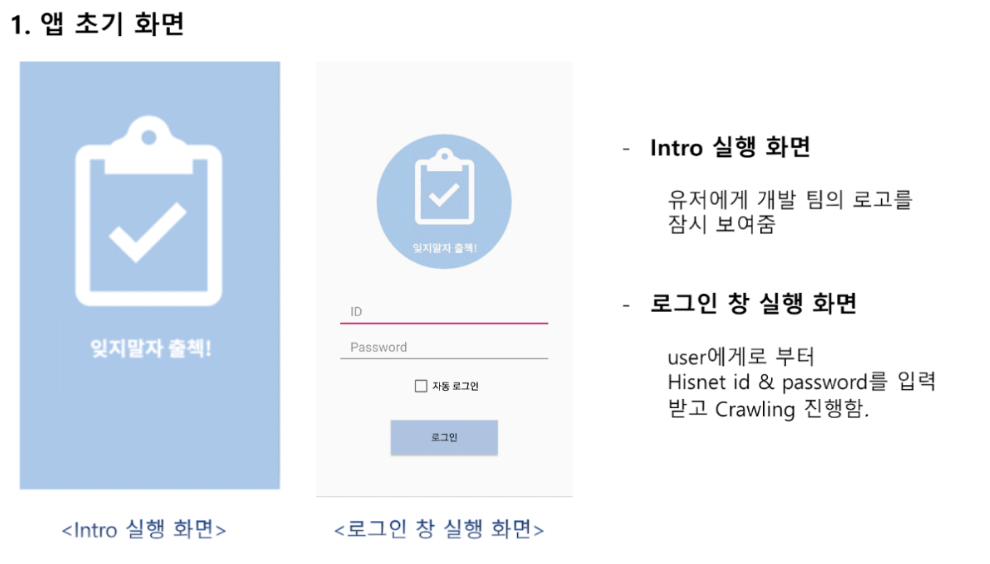 1. 앱 초기 화면
잊지말자 출첵!
<Intro 실행 화면>
잊지말자 출첵!
ID
Password
자동 로그인
로그인
<로그인 창 실행 화면>
- Intro 실행 화면
유저에게 개발 팀의 로고를
잠시 보여줌
- 로그인 창 실행 화면
user에게로 부터
Hisnet id & password를 입력
받고 Crawling 진행함.